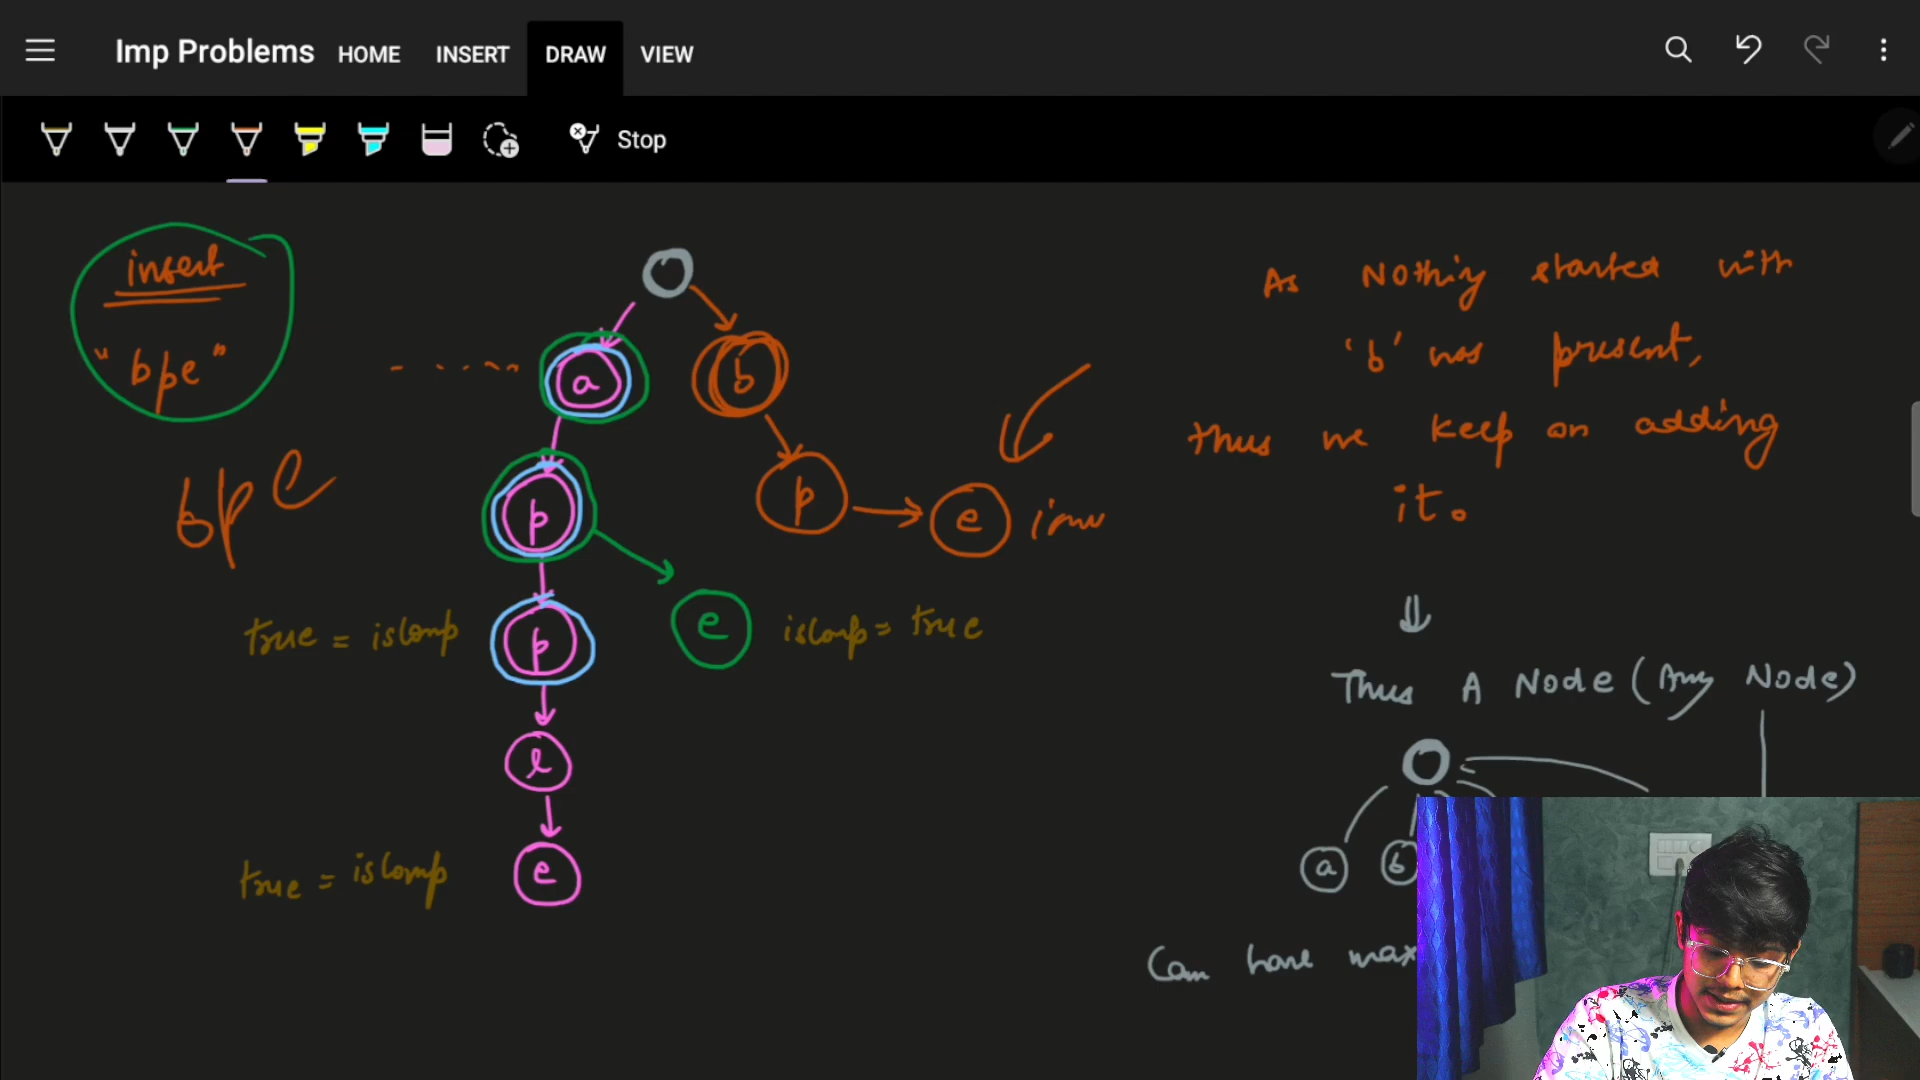 Imp Problems HOME INSERT DRAW VIEW
Stop
insert
"bpe"
bpe
a
b
p
p
e
true = iscomp
p
e
iscomp = true
l
true = iscomp
e
As Nothing started with
'b' was present,
thus we keep on adding
it.
Thus A Node (Any Node)
a b
Can have max